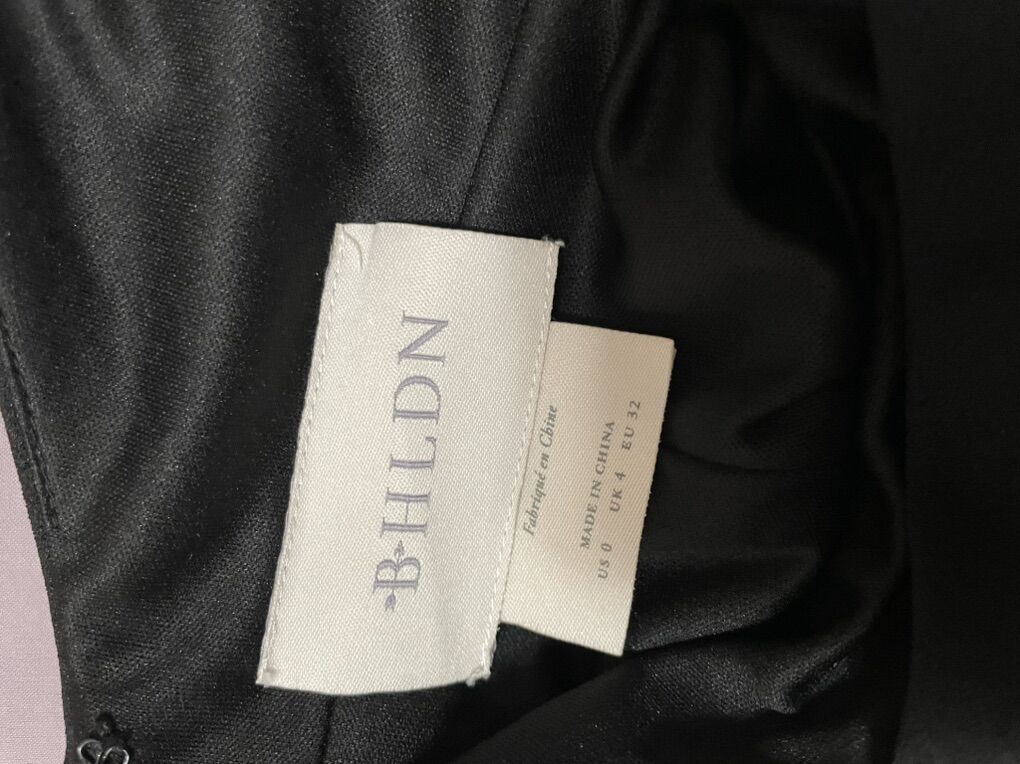 BHLDN
Fabriqué en Chine
MADE IN CHINA
US 0 UK 4 EU 32